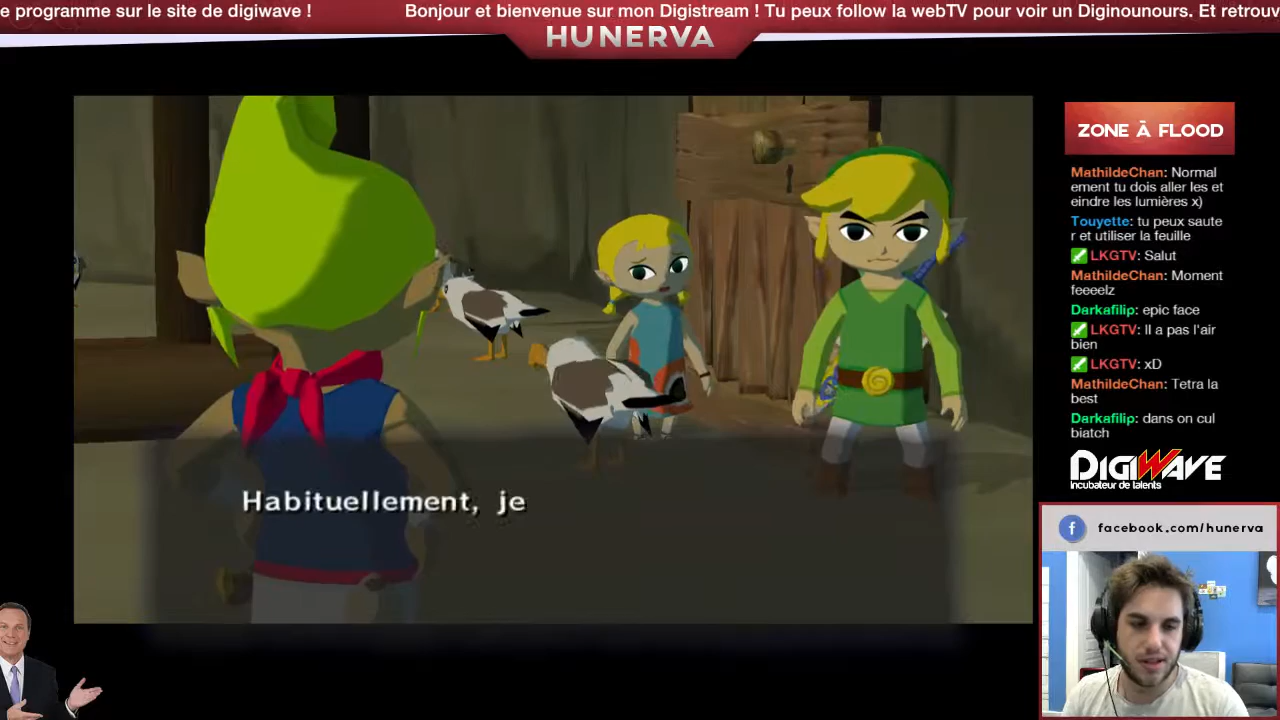 e programme sur le site de digiwave !
Bonjour et bienvenue sur mon Digistream ! Tu peux follow la webTV pour voir un Diginounours. Et retrouv
HUNERVA
ZONE À FLOOD
MathildeChan: Normal
ement tu dois aller les et
eindre les lumières x)
Touyette: tu peux saute
r et utiliser la feuille
LKGTV: Salut
MathildeChan: Moment
feeeelz
Darkafilip: epic face
LKGTV: Il a pas l'air
bien
LKGTV: xD
MathildeChan: Tetra la
best
Darkafilip: dans on cul
biatch
DIGIWAVE
Incubateur de talents
Habituellement, je
f facebook.com/hunerva